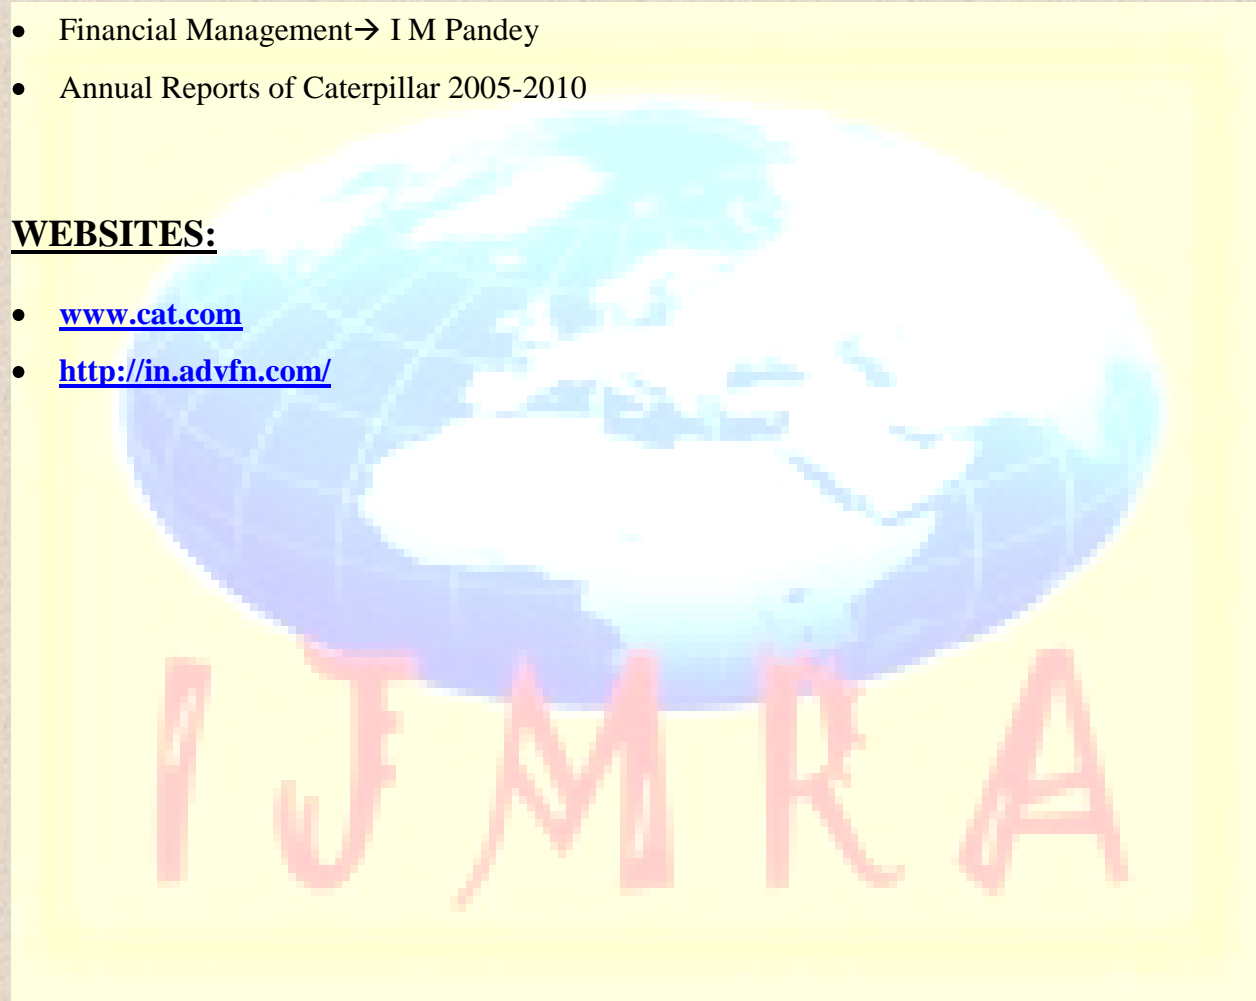 • Financial Management→ I M Pandey
• Annual Reports of Caterpillar 2005-2010
WEBSITES:
• www.cat.com
• http://in.advfn.com/
IJMRA